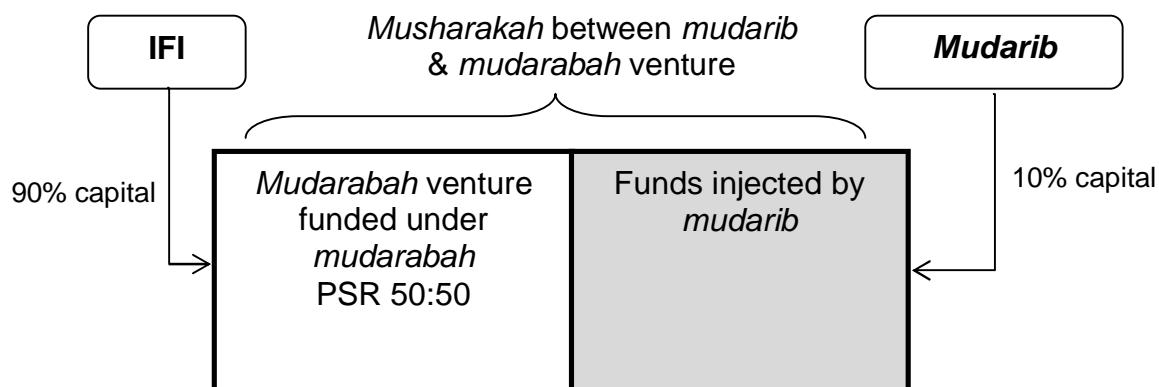 IFI
Musharakah between mudarib
& mudarabah venture
Mudarib
90% capital
Mudarabah venture
funded under
mudarabah
PSR 50:50
Funds injected by
mudarib
10% capital